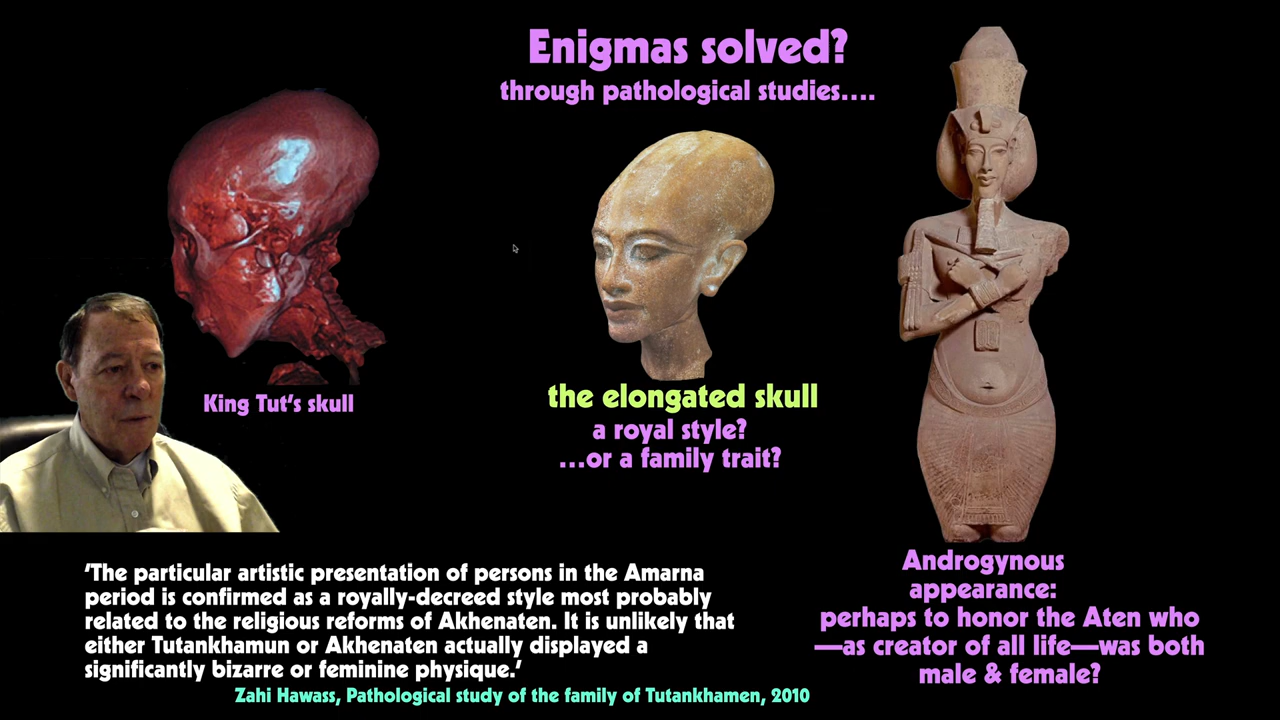 Enigmas solved?
through pathological studies....
King Tut's skull
the elongated skull
a royal style?
...or a family trait?
Androgynous
appearance:
perhaps to honor the Aten who
—as creator of all life—was both
male & female?
'The particular artistic presentation of persons in the Amarna
period is confirmed as a royally-decreed style most probably
related to the religious reforms of Akhenaten. It is unlikely that
either Tutankhamun or Akhenaten actually displayed a
significantly bizarre or feminine physique.'
Zahi Hawass, Pathological study of the family of Tutankhamen, 2010